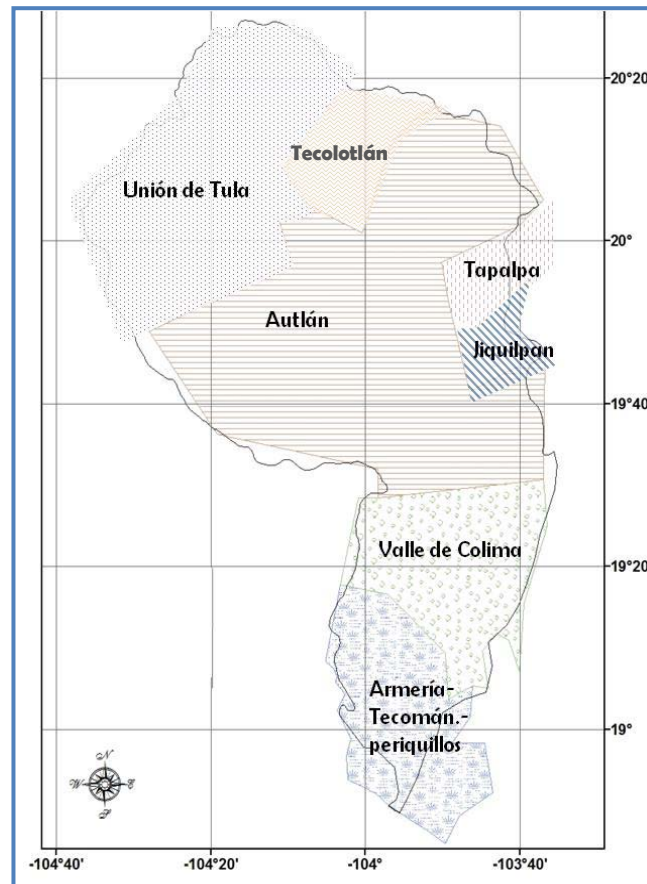 20°20'
Tecolotlán
Unión de Tula
20°
Tapalpa
Autlán
Jiquilpan
19°40'
Valle de Colima
19°20'
Armería-
Tecomán.-
periquillos
19°
N
W E
S
-104°40' -104°20' -104° -103°40'